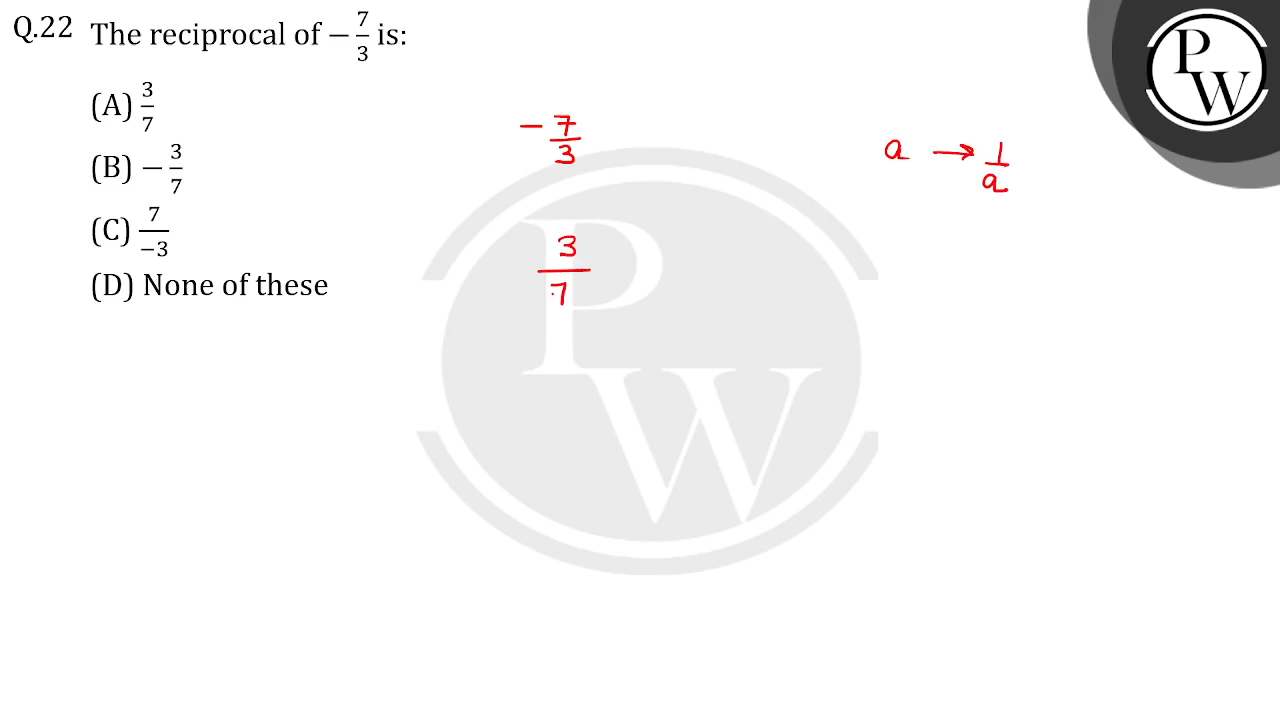 Q.22 The reciprocal of −7/3 is:
(A) 3/7
(B) −3/7
(C) 7/−3
(D) None of these
−7/3
a → 1/a
3/7
PW
PW